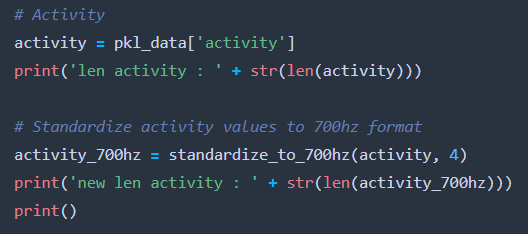 # Activity
activity = pkl_data['activity']
print('len activity : ' + str(len(activity)))
# Standardize activity values to 700hz format
activity_700hz = standardize_to_700hz(activity, 4)
print('new len activity : ' + str(len(activity_700hz)))
print()